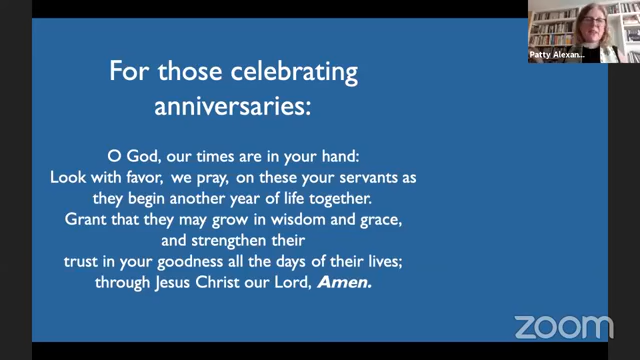 Patty Alexan...
For those celebrating
anniversaries:
O God, our times are in your hand:
Look with favor, we pray, on these your servants as
they begin another year of life together.
Grant that they may grow in wisdom and grace,
and strengthen their
trust in your goodness all the days of their lives;
through Jesus Christ our Lord, Amen.
zoom